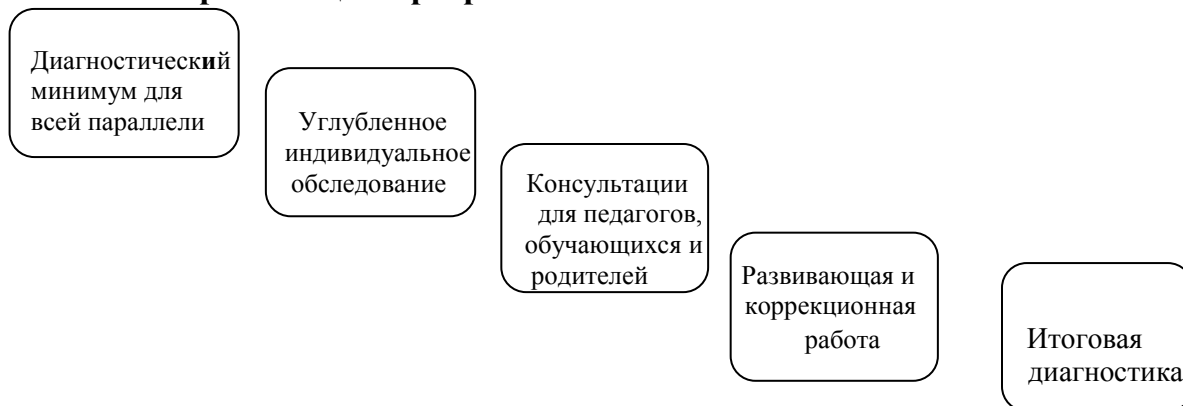 Диагностический
минимум для
всей параллели
Углубленное
индивидуальное
обследование
Консультации
для педагогов,
обучающихся и
родителей
Развивающая и
коррекционная
работа
Итоговая
диагностика